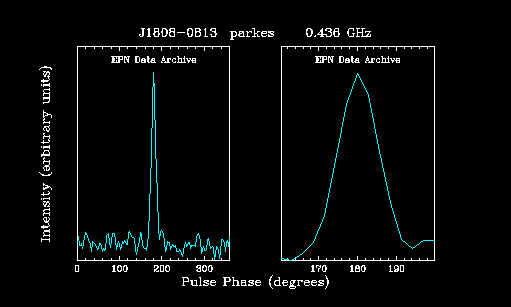 J1808-0813 parkes 0.436 GHz
EPN Data Archive
EPN Data Archive
Intensity (arbitrary units)
0 100 200 300
170 180 190
Pulse Phase (degrees)